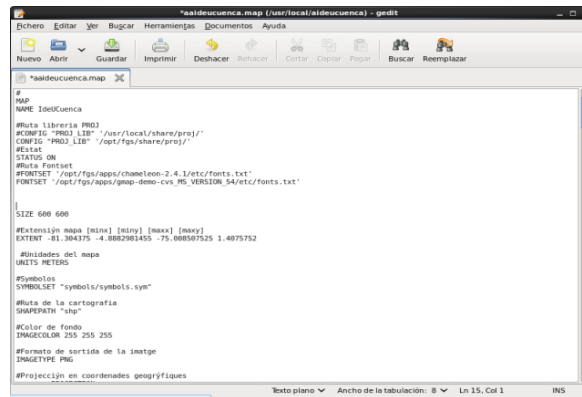 *aaideucuenca.map (/usr/local/aideucuenca) - gedit
Fichero Editar Ver Buscar Herramientas Documentos Ayuda
Nuevo Abrir Guardar Imprimir Deshacer Rehacer Cortar Copiar Pegar Buscar Reemplazar
*aaideucuenca.map
#
MAP
NAME IdeUCuenca
#Ruta libreria PROJ
#CONFIG "PROJ_LIB" '/usr/local/share/proj/'
CONFIG "PROJ_LIB" '/opt/fgs/share/proj/'
#Estat
STATUS ON
#Ruta Fontset
#FONTSET '/opt/fgs/apps/chameleon-2.4.1/etc/fonts.txt'
FONTSET '/opt/fgs/apps/gmap-demo-cvs_MS_VERSION_54/etc/fonts.txt'
SIZE 600 600
#Extensiýn mapa [minx] [miny] [maxx] [maxy]
EXTENT -81.304375 -4.8882981455 -75.008507525 1.4075752
#Unidades del mapa
UNITS METERS
#Symbolos
SYMBOLSET "symbols/symbols.sym"
#Ruta de la cartografia
SHAPEPATH "shp"
#Color de fondo
IMAGECOLOR 255 255 255
#Formato de sortida de la imatge
IMAGETYPE PNG
#Projecciýn en coordenades geogrýfiques
Texto plano Ancho de la tabulación: 8 Ln 15, Col 1 INS